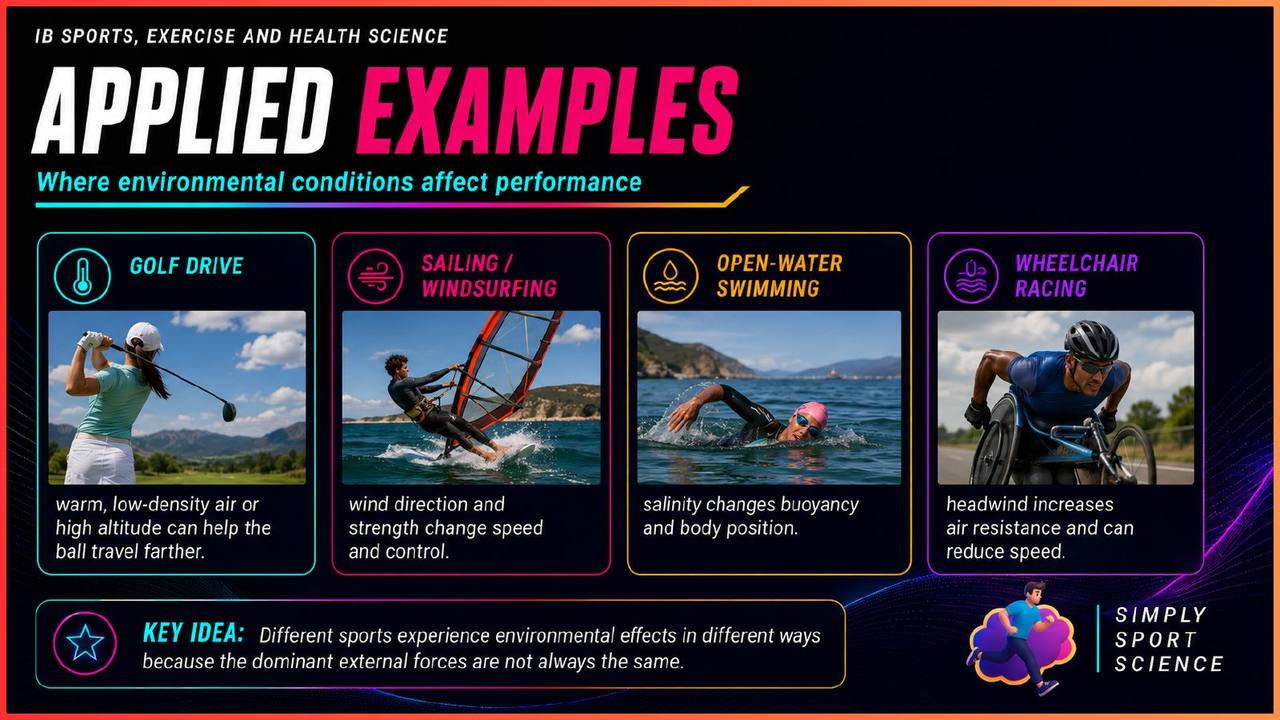 IB SPORTS, EXERCISE AND HEALTH SCIENCE
APPLIED EXAMPLES
Where environmental conditions affect performance
GOLF DRIVE
warm, low-density air or
high altitude can help the
ball travel farther.
SAILING /
WINDSURFING
wind direction and
strength change speed
and control.
OPEN-WATER
SWIMMING
salinity changes buoyancy
and body position.
WHEELCHAIR
RACING
headwind increases
air resistance and can
reduce speed.
KEY IDEA: Different sports experience environmental effects in different ways
because the dominant external forces are not always the same.
SIMPLY
SPORT
SCIENCE